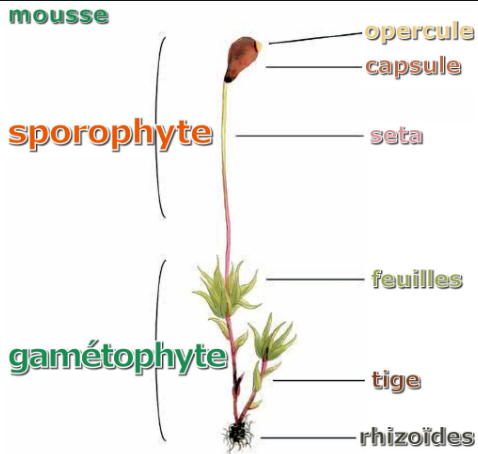 mousse
opercule
capsule
sporophyte
seta
feuilles
gamétophyte
tige
rhizoïdes